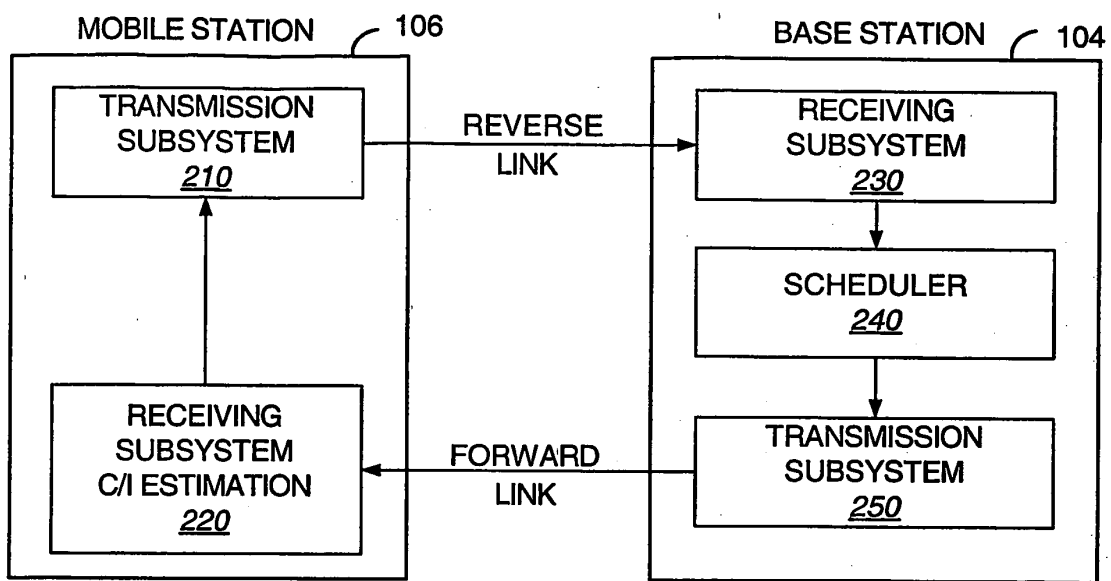 MOBILE STATION
106
BASE STATION
104
TRANSMISSION
SUBSYSTEM
210
REVERSE
LINK
RECEIVING
SUBSYSTEM
230
SCHEDULER
240
RECEIVING
SUBSYSTEM
C/I ESTIMATION
220
FORWARD
LINK
TRANSMISSION
SUBSYSTEM
250